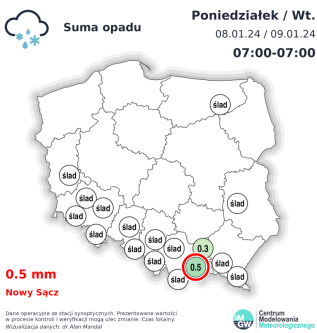 Suma opadu
Poniedziałek / Wt.
08.01.24 / 09.01.24
07:00-07:00
ślad
ślad
ślad
ślad
ślad
ślad
ślad
ślad
ślad
ślad
ślad
ślad
0.3
ślad
0.5
ślad
ślad
ślad
0.5 mm
Nowy Sącz
Dane operacyjne ze stacji synoptycznych. Prezentowane wartości
w procesie kontroli i weryfikacji mogą ulec zmianie. Czas lokalny.
Wizualizacja danych: dr Alan Mandal
IM
GW
Centrum
Modelowania
Meteorologicznego